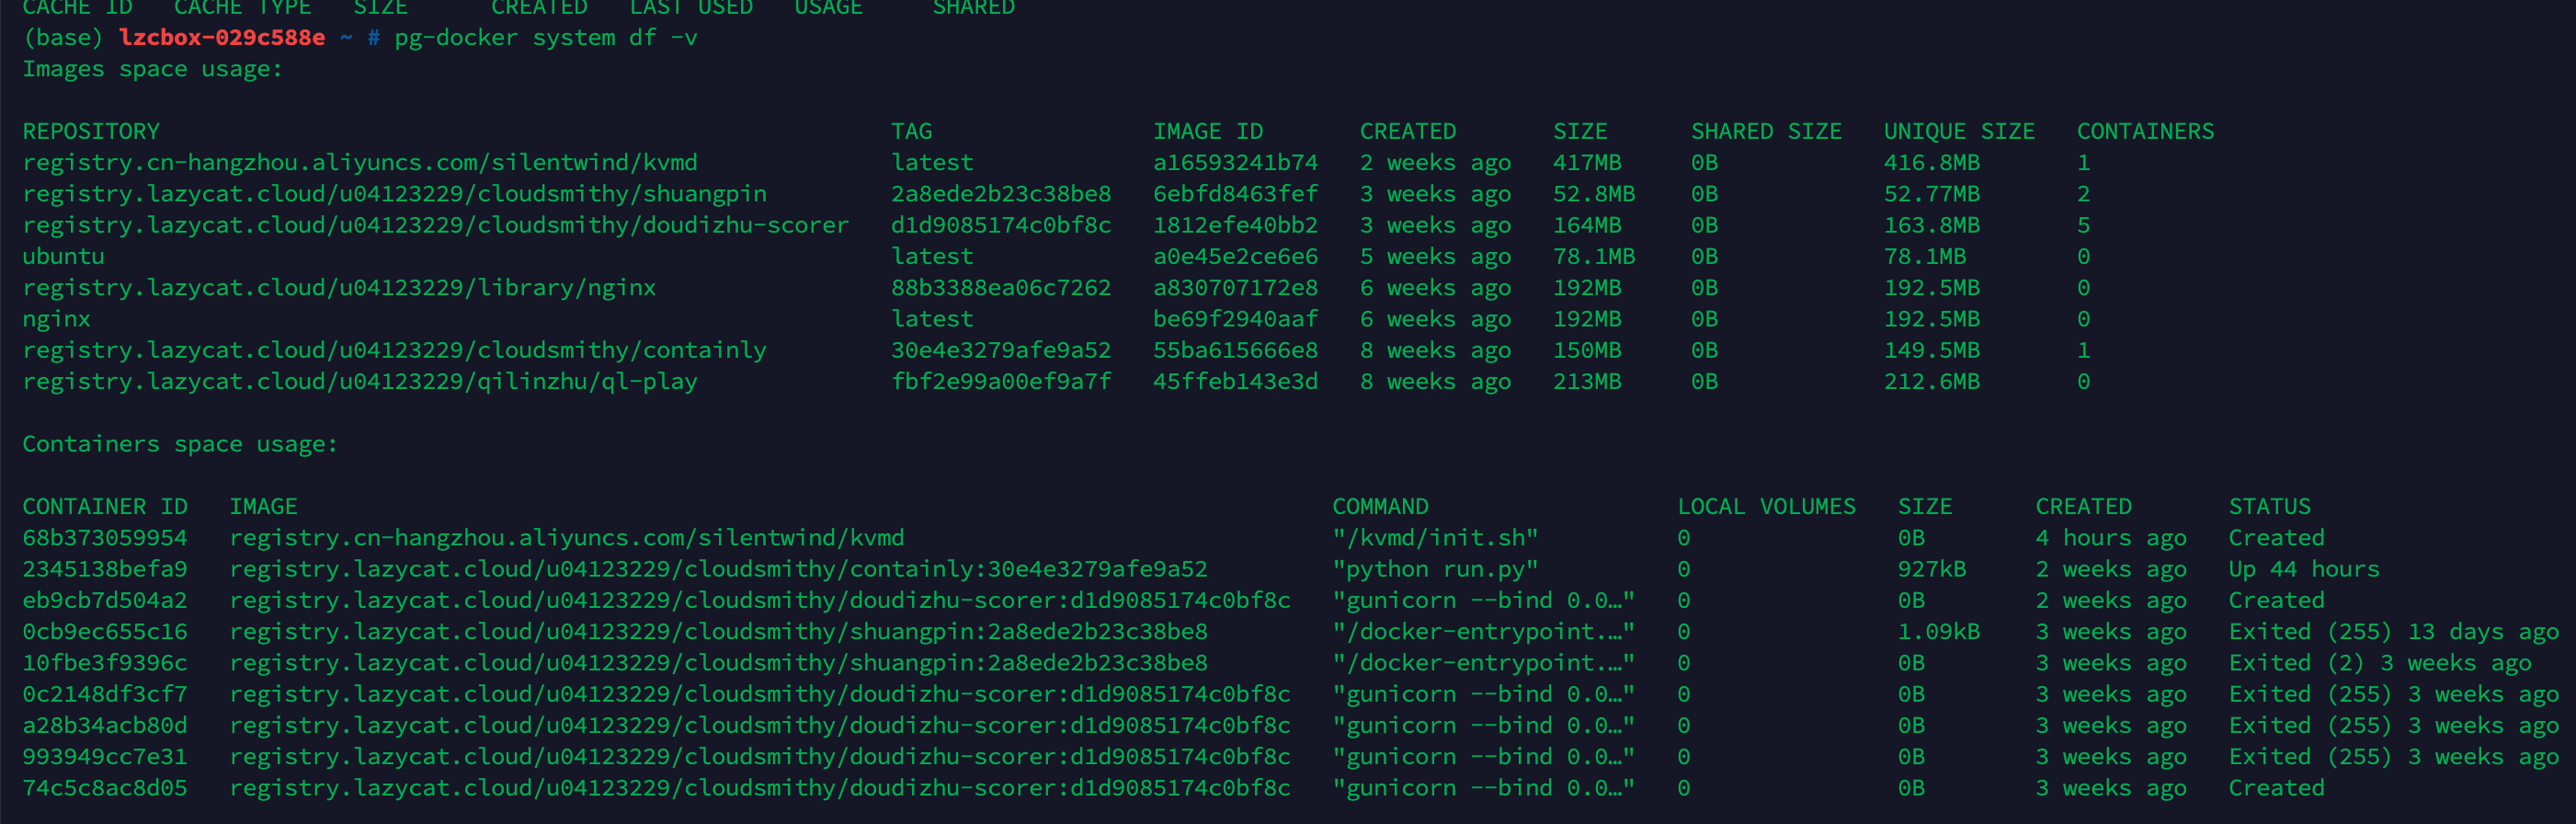 CACHE ID   CACHE TYPE   SIZE      CREATED   LAST USED   USAGE     SHARED
(base) lzcbox-029c588e ~ # pg-docker system df -v
Images space usage:

REPOSITORY                                                     TAG                IMAGE ID       CREATED       SIZE      SHARED SIZE   UNIQUE SIZE   CONTAINERS
registry.cn-hangzhou.aliyuncs.com/silentwind/kvmd              latest             a16593241b74   2 weeks ago   417MB     0B            416.8MB       1
registry.lazycat.cloud/u04123229/cloudsmithy/shuangpin         2a8ede2b23c38be8   6ebfd8463fef   3 weeks ago   52.8MB    0B            52.77MB       2
registry.lazycat.cloud/u04123229/cloudsmithy/doudizhu-scorer   d1d9085174c0bf8c   1812efe40bb2   3 weeks ago   164MB     0B            163.8MB       5
ubuntu                                                         latest             a0e45e2ce6e6   5 weeks ago   78.1MB    0B            78.1MB        0
registry.lazycat.cloud/u04123229/library/nginx                 88b3388ea06c7262   a830707172e8   6 weeks ago   192MB     0B            192.5MB       0
nginx                                                          latest             be69f2940aaf   6 weeks ago   192MB     0B            192.5MB       0
registry.lazycat.cloud/u04123229/cloudsmithy/containly         30e4e3279afe9a52   55ba615666e8   8 weeks ago   150MB     0B            149.5MB       1
registry.lazycat.cloud/u04123229/qilinzhu/ql-play              fbf2e99a00ef9a7f   45ffeb143e3d   8 weeks ago   213MB     0B            212.6MB       0

Containers space usage:

CONTAINER ID   IMAGE                                                                           COMMAND                  LOCAL VOLUMES   SIZE      CREATED       STATUS
68b373059954   registry.cn-hangzhou.aliyuncs.com/silentwind/kvmd                               "/kvmd/init.sh"          0               0B        4 hours ago   Created
2345138befa9   registry.lazycat.cloud/u04123229/cloudsmithy/containly:30e4e3279afe9a52         "python run.py"          0               927kB     2 weeks ago   Up 44 hours
eb9cb7d504a2   registry.lazycat.cloud/u04123229/cloudsmithy/doudizhu-scorer:d1d9085174c0bf8c   "gunicorn --bind 0.0…"   0               0B        2 weeks ago   Created
0cb9ec655c16   registry.lazycat.cloud/u04123229/cloudsmithy/shuangpin:2a8ede2b23c38be8         "/docker-entrypoint.…"   0               1.09kB    3 weeks ago   Exited (255) 13 days ago
10fbe3f9396c   registry.lazycat.cloud/u04123229/cloudsmithy/shuangpin:2a8ede2b23c38be8         "/docker-entrypoint.…"   0               0B        3 weeks ago   Exited (2) 3 weeks ago
0c2148df3cf7   registry.lazycat.cloud/u04123229/cloudsmithy/doudizhu-scorer:d1d9085174c0bf8c   "gunicorn --bind 0.0…"   0               0B        3 weeks ago   Exited (255) 3 weeks ago
a28b34acb80d   registry.lazycat.cloud/u04123229/cloudsmithy/doudizhu-scorer:d1d9085174c0bf8c   "gunicorn --bind 0.0…"   0               0B        3 weeks ago   Exited (255) 3 weeks ago
993949cc7e31   registry.lazycat.cloud/u04123229/cloudsmithy/doudizhu-scorer:d1d9085174c0bf8c   "gunicorn --bind 0.0…"   0               0B        3 weeks ago   Exited (255) 3 weeks ago
74c5c8ac8d05   registry.lazycat.cloud/u04123229/cloudsmithy/doudizhu-scorer:d1d9085174c0bf8c   "gunicorn --bind 0.0…"   0               0B        3 weeks ago   Created